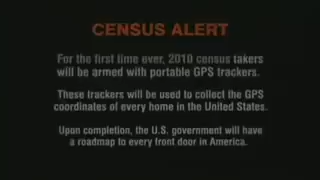 CENSUS ALERT
For the first time ever, 2010 census takers
will be armed with portable GPS trackers.
These trackers will be used to collect the GPS
coordinates of every home in the United States.
Upon completion, the U.S. government will have
a roadmap to every front door in America.